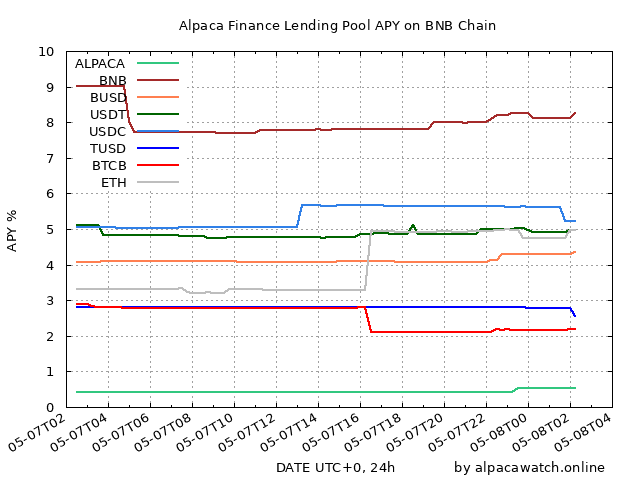 Alpaca Finance Lending Pool APY on BNB Chain
10
9
8
7
6
5
4
3
2
1
0
APY %
ALPACA
BNB
BUSD
USDT
USDC
TUSD
BTCB
ETH
05-07T02
05-07T04
05-07T06
05-07T08
05-07T10
05-07T12
05-07T14
05-07T16
05-07T18
05-07T20
05-07T22
05-08T00
05-08T02
05-08T04
DATE UTC+0, 24h
by alpacawatch.online